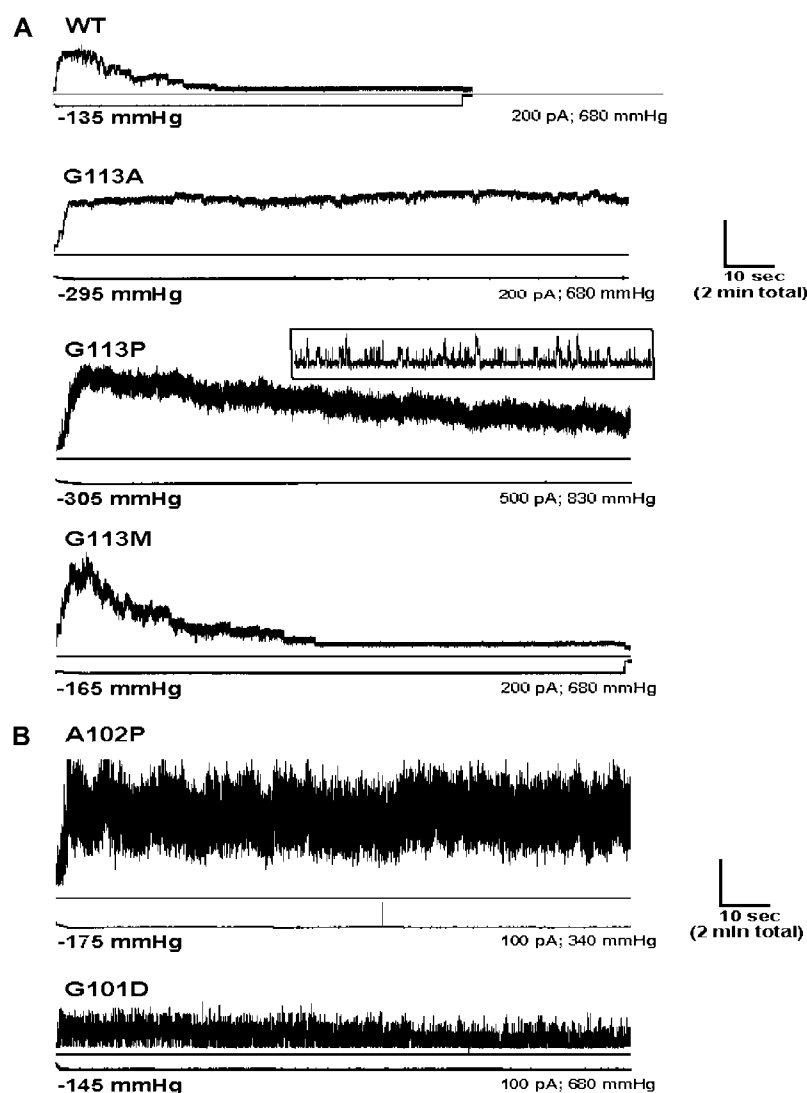 A
WT
-135 mmHg 200 pA; 680 mmHg
G113A
-295 mmHg 200 pA; 680 mmHg
10 sec
(2 min total)
G113P
-305 mmHg 500 pA; 830 mmHg
G113M
-165 mmHg 200 pA; 680 mmHg
B A102P
-175 mmHg 100 pA; 340 mmHg
10 sec
(2 min total)
G101D
-145 mmHg 100 pA; 680 mmHg